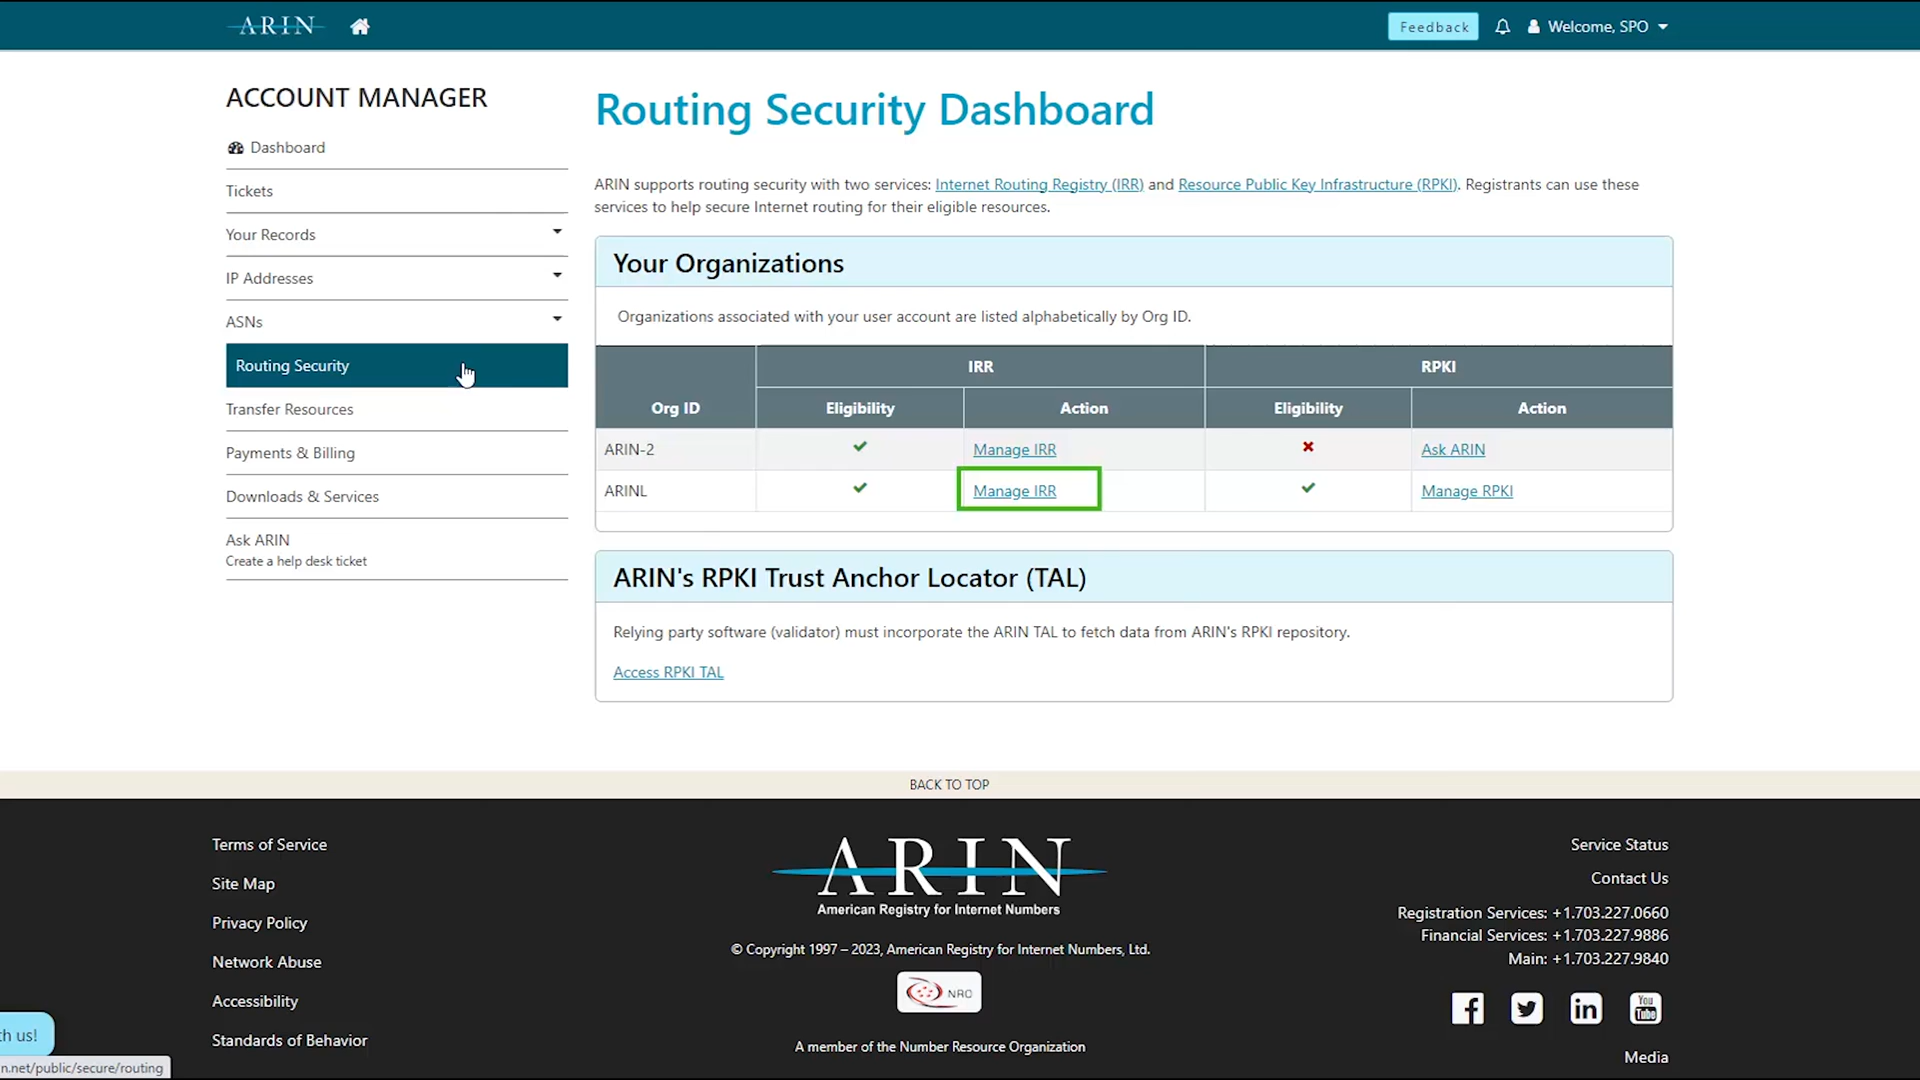 ARIN
Feedback
Welcome, SPO
ACCOUNT MANAGER
Dashboard
Tickets
Your Records
IP Addresses
ASNs
Routing Security
Transfer Resources
Payments & Billing
Downloads & Services
Ask ARIN
Create a help desk ticket
Routing Security Dashboard
ARIN supports routing security with two services: Internet Routing Registry (IRR) and Resource Public Key Infrastructure (RPKI). Registrants can use these
services to help secure Internet routing for their eligible resources.
Your Organizations
Organizations associated with your user account are listed alphabetically by Org ID.
IRR RPKI
Org ID Eligibility Action Eligibility Action
ARIN-2 Manage IRR Ask ARIN
ARINL Manage IRR Manage RPKI
ARIN's RPKI Trust Anchor Locator (TAL)
Relying party software (validator) must incorporate the ARIN TAL to fetch data from ARIN's RPKI repository.
Access RPKI TAL
BACK TO TOP
Terms of Service
Site Map
Privacy Policy
Network Abuse
Accessibility
Standards of Behavior
th us!
n.net/public/secure/routing
ARIN
American Registry for Internet Numbers
© Copyright 1997 – 2023, American Registry for Internet Numbers, Ltd.
NRO
A member of the Number Resource Organization
Service Status
Contact Us
Registration Services: +1.703.227.0660
Financial Services: +1.703.227.9886
Main: +1.703.227.9840
You
Tube
Media